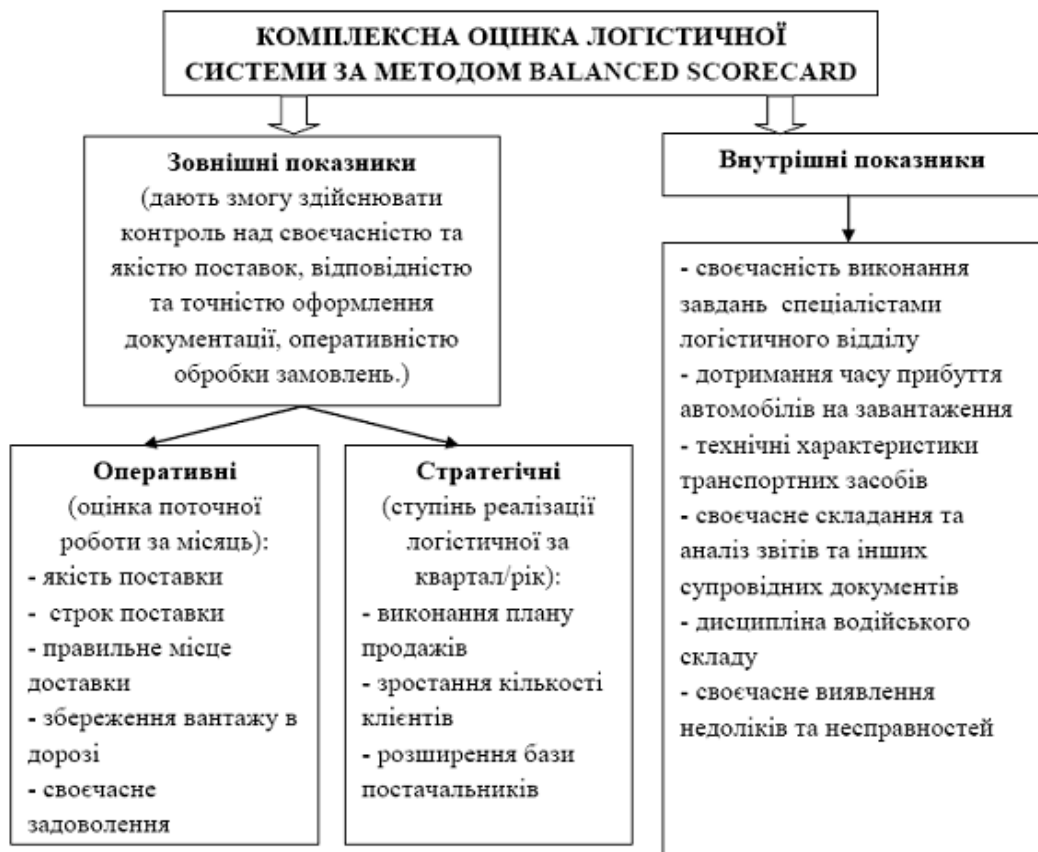 КОМПЛЕКСНА ОЦІНКА ЛОГІСТИЧНОЇ
СИСТЕМИ ЗА МЕТОДОМ BALANCED SCORECARD
Зовнішні показники
(дають змогу здійснювати
контроль над своєчасністю та
якістю поставок, відповідністю
та точністю оформлення
документації, оперативністю
обробки замовлень.)
Оперативні
(оцінка поточної
роботи за місяць):
- якість поставки
- строк поставки
- правильне місце
доставки
- збереження вантажу в
дорозі
- своєчасне
задоволення
Стратегічні
(ступінь реалізації
логістичної за
квартал/рік):
- виконання плану
продажів
- зростання кількості
клієнтів
- розширення бази
постачальників
Внутрішні показники
- своєчасність виконання
завдань спеціалістами
логістичного відділу
- дотримання часу прибуття
автомобілів на завантаження
- технічні характеристики
транспортних засобів
- своєчасне складання та
аналіз звітів та інших
супровідних документів
- дисципліна водійського
складу
- своєчасне виявлення
недоліків та несправностей